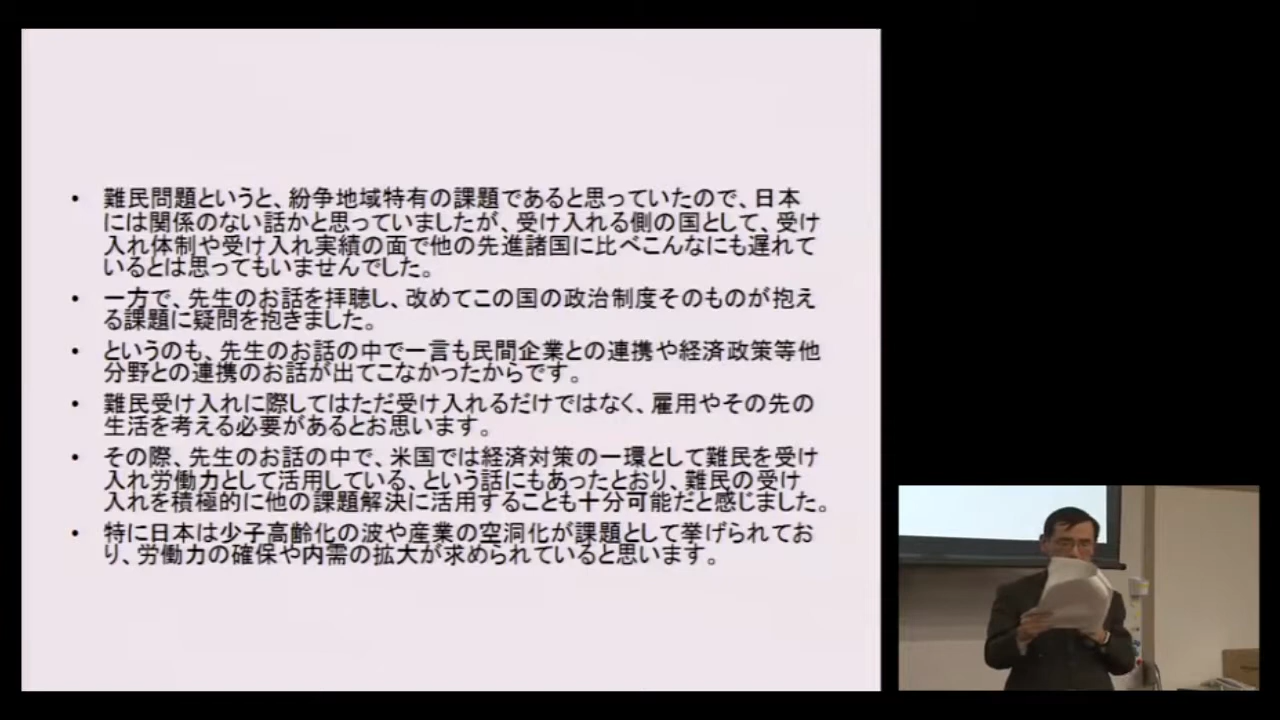 • 難民問題というと、紛争地域特有の課題であると思っていたので、日本
には関係のない話かと思っていましたが、受け入れる側の国として、受け
入れ体制や受け入れ実績の面で他の先進諸国に比べこんなにも遅れて
いるとは思ってもいませんでした。
• 一方で、先生のお話を拝聴し、改めてこの国の政治制度そのものが抱え
る課題に疑問を抱きました。
• というのも、先生のお話の中で一言も民間企業との連携や経済政策等他
分野との連携のお話が出てこなかったからです。
• 難民受け入れに際してはただ受け入れるだけではなく、雇用やその先の
生活を考える必要があるとお思います。
• その際、先生のお話の中で、米国では経済対策の一環として難民を受け
入れ労働力として活用している、という話にもあったとおり、難民の受け
入れを積極的に他の課題解決に活用することも十分可能だと感じました。
• 特に日本は少子高齢化の波や産業の空洞化が課題として挙げられてお
り、労働力の確保や内需の拡大が求められていると思います。